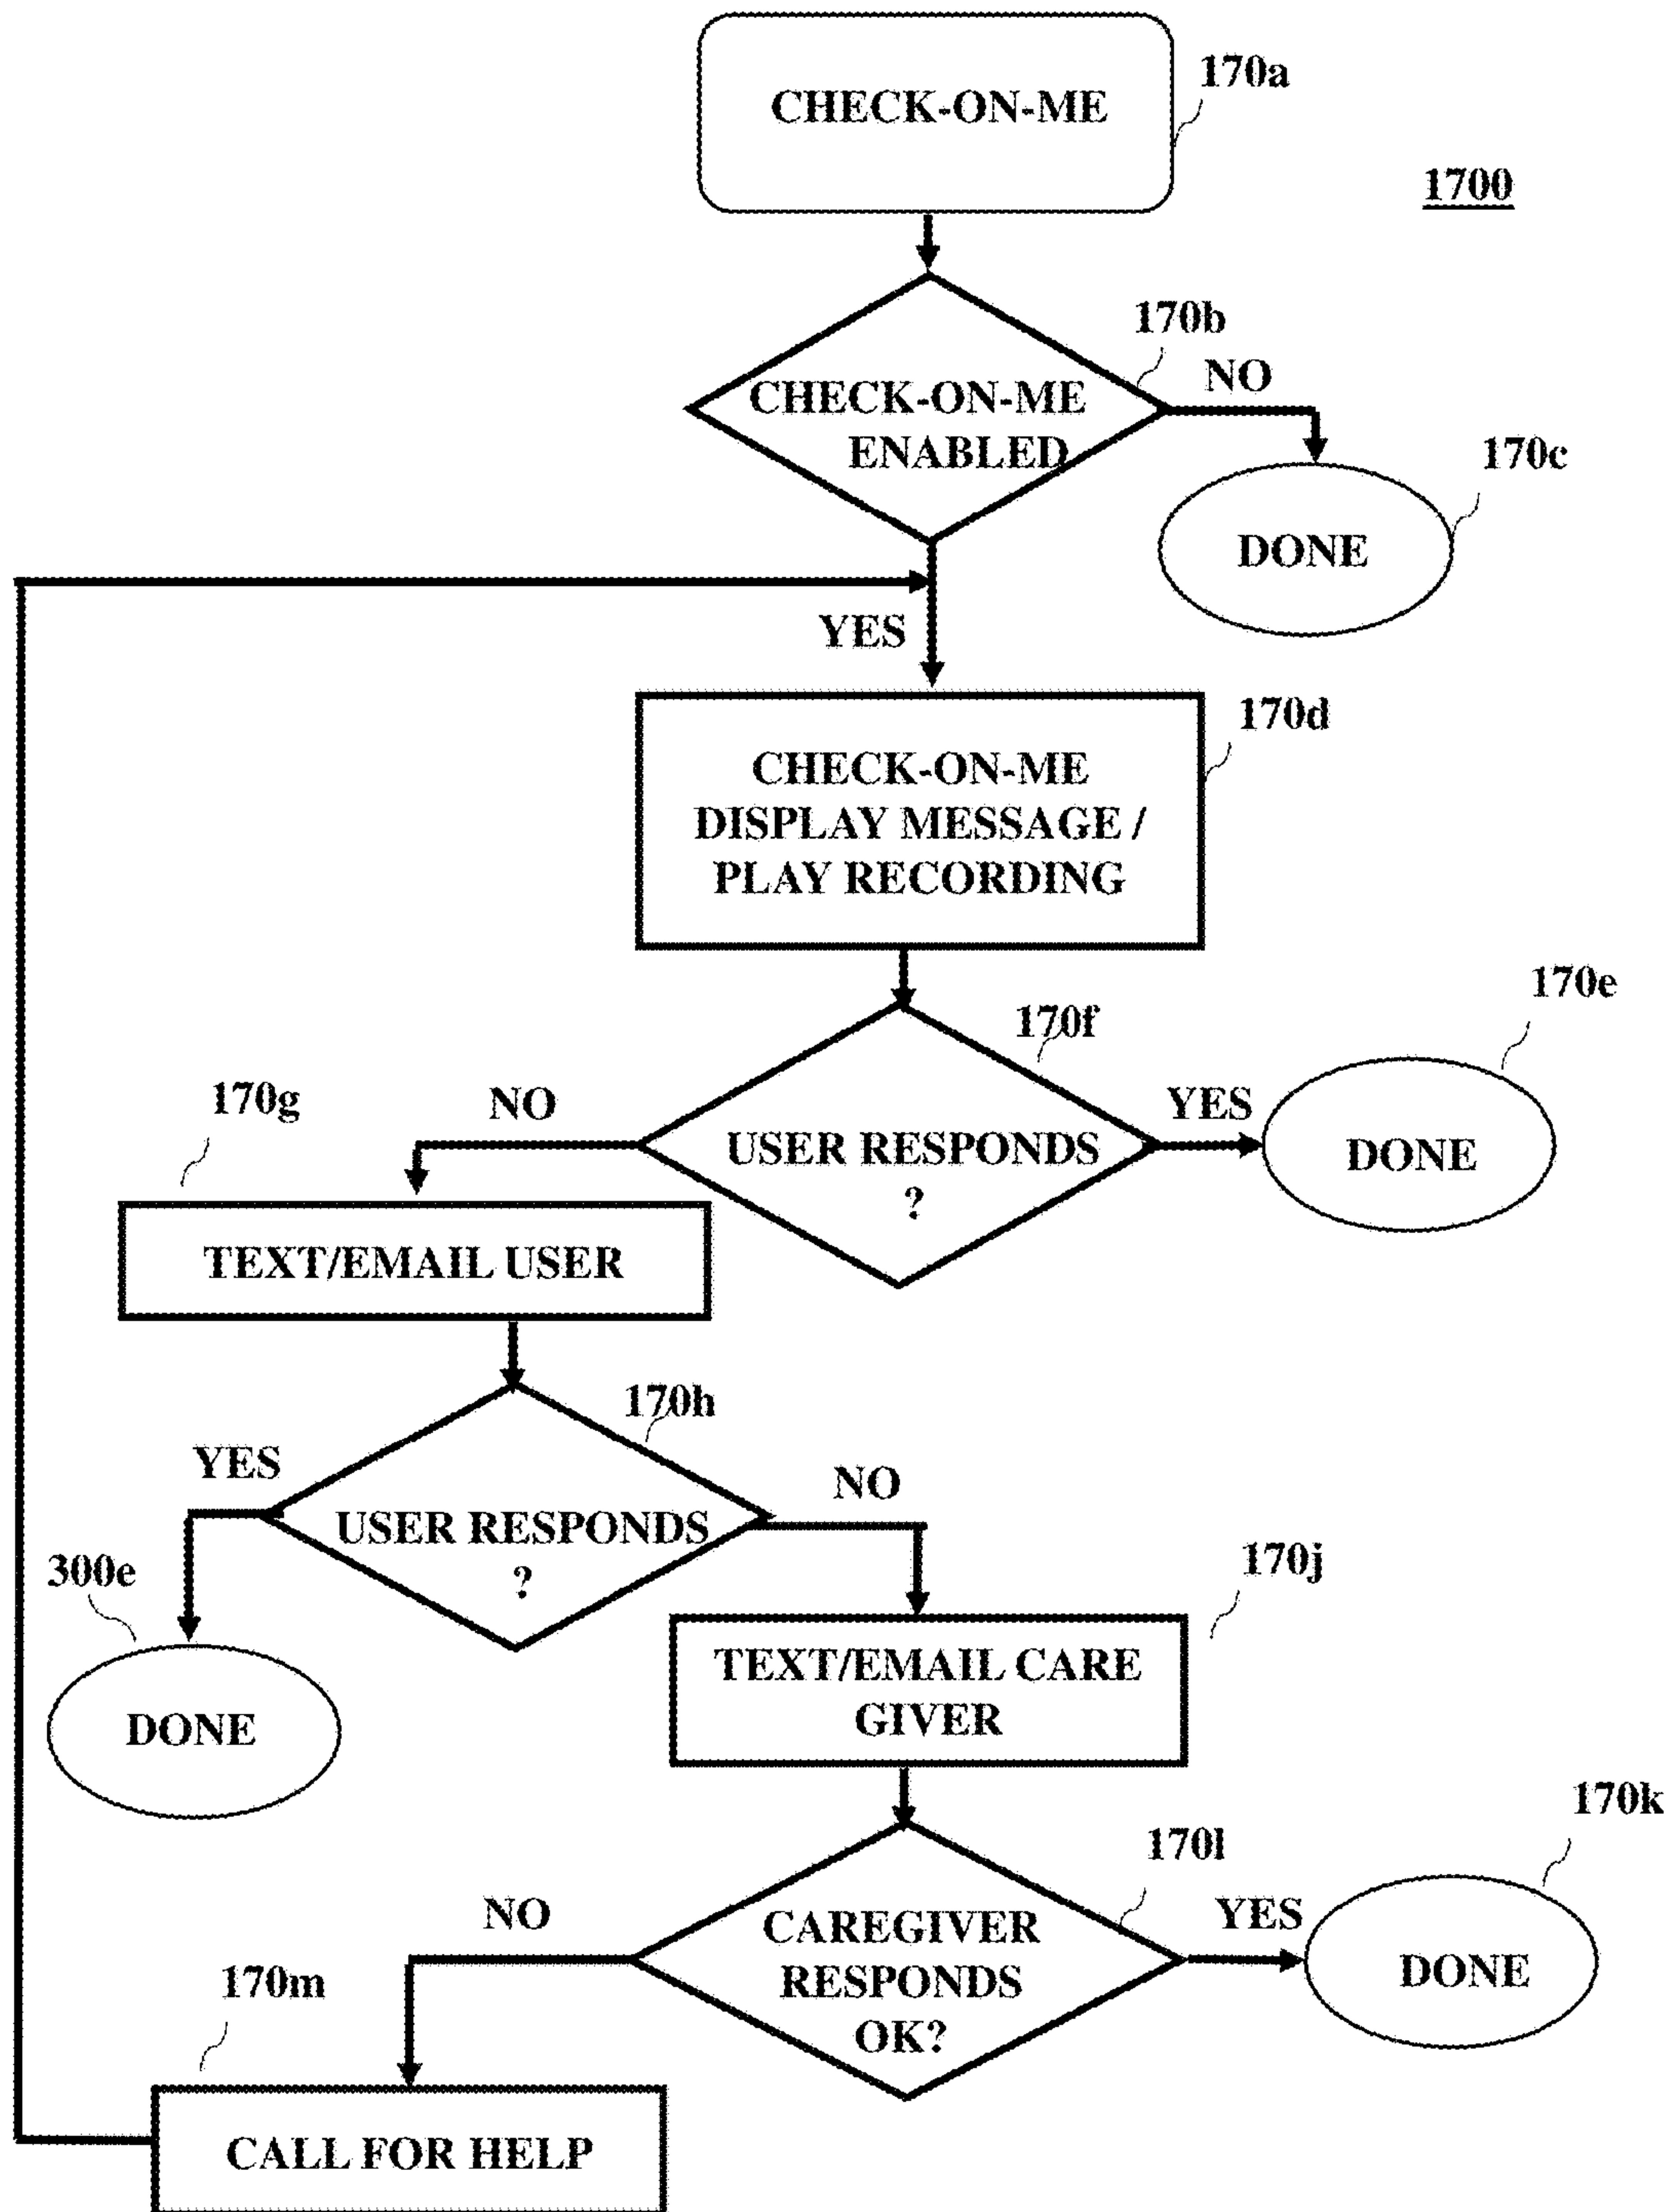 170a
CHECK-ON-ME
1700
170b
NO
CHECK-ON-ME
ENABLED
170c
DONE
YES
170d
CHECK-ON-ME
DISPLAY MESSAGE /
PLAY RECORDING
170e
170f
170g
NO
YES
USER RESPONDS
?
DONE
TEXT/EMAIL USER
170h
YES
NO
USER RESPONDS
?
300e
170j
DONE
TEXT/EMAIL CARE
GIVER
170k
170l
NO
YES
CAREGIVER
RESPONDS
OK?
DONE
170m
CALL FOR HELP